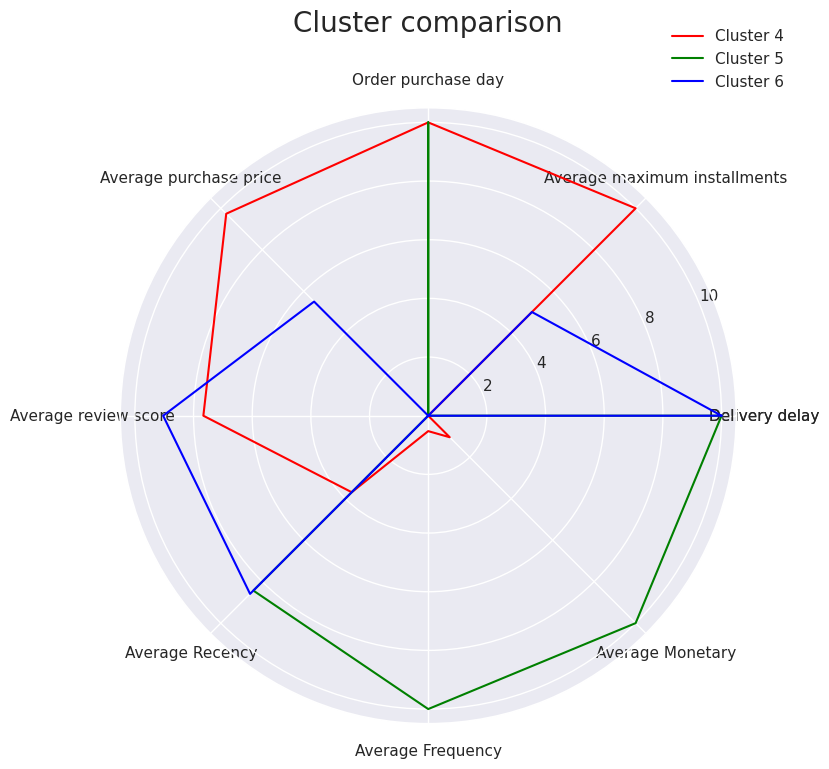 Cluster comparison
Cluster 4
Cluster 5
Cluster 6
Order purchase day
Average purchase price
Average maximum installments
10
8
6
4
2
Average review score
Delivery delay
Average Recency
Average Monetary
Average Frequency